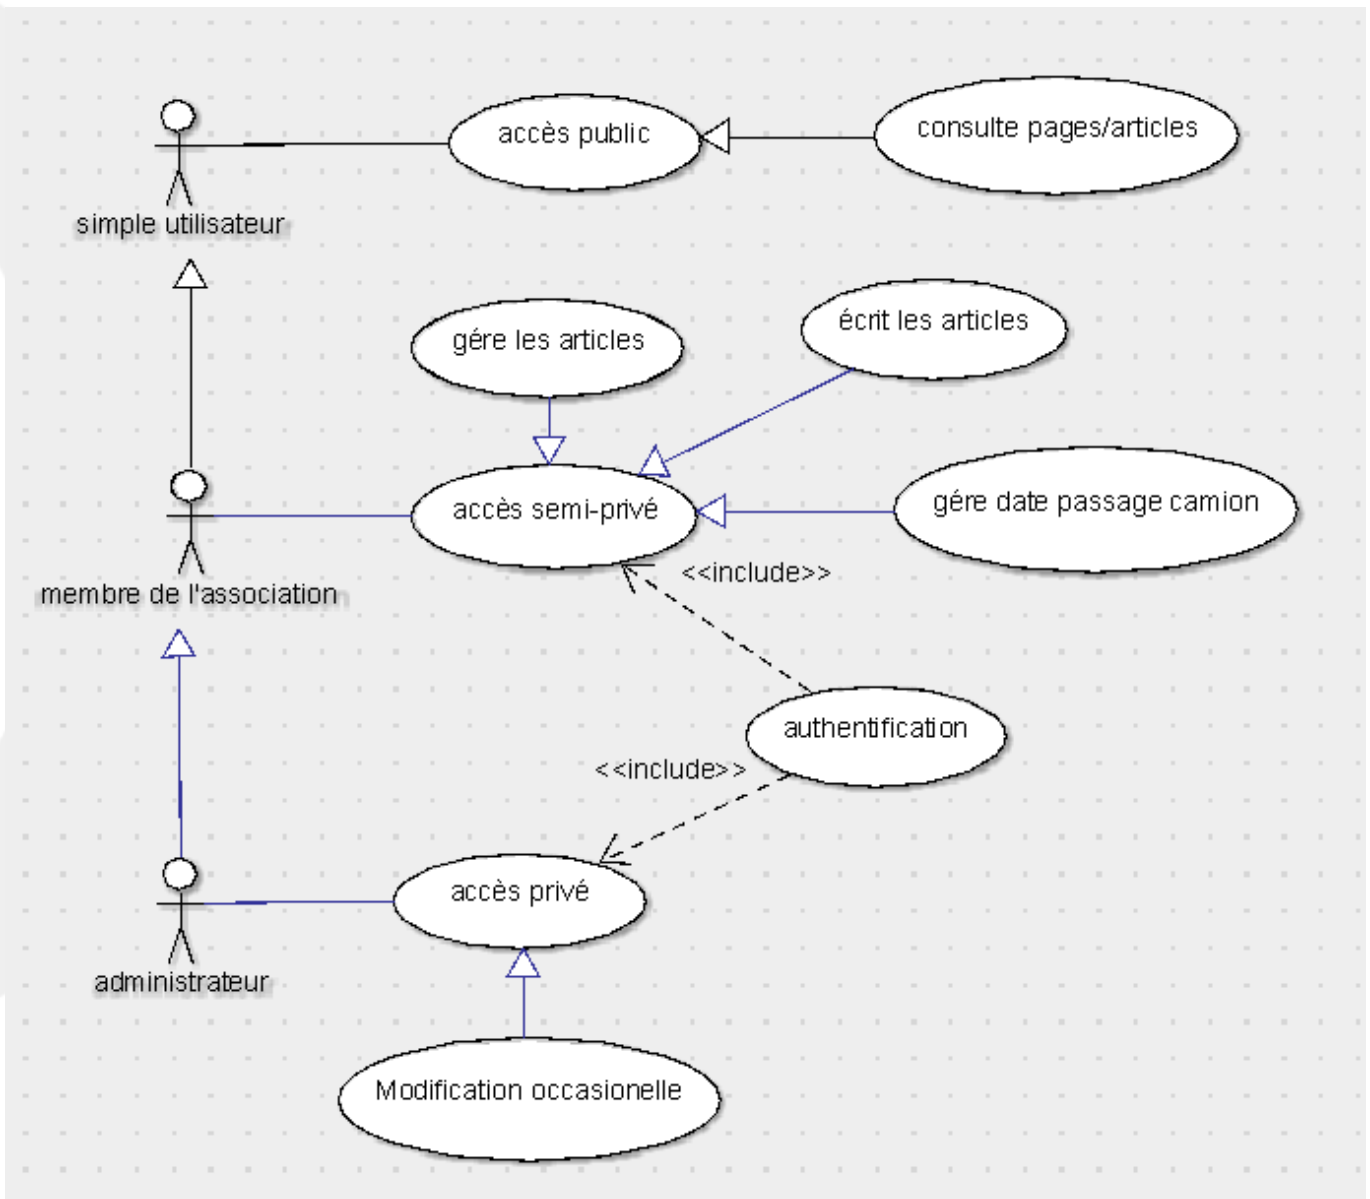 accès public
consulte pages/articles
simple utilisateur
gére les articles
écrit les articles
accès semi-privé
gére date passage camion
<<include>>
membre de l'association
authentification
<<include>>
accès privé
administrateur
Modification occasionelle